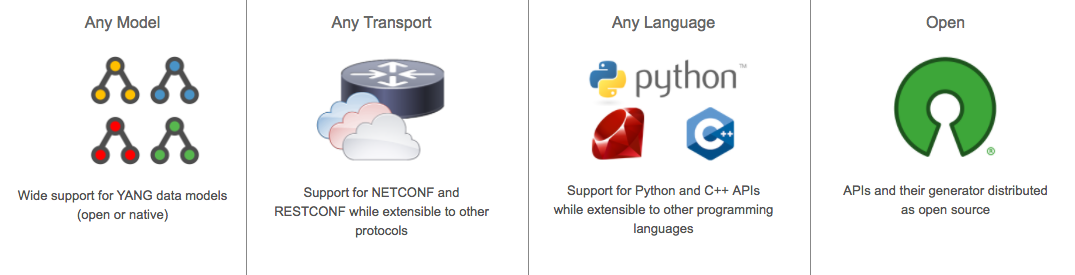 Any Model
Wide support for YANG data models
(open or native)
Any Transport
Support for NETCONF and
RESTCONF while extensible to other
protocols
Any Language
python™
C++
Support for Python and C++ APIs
while extensible to other programming
languages
Open
®
APIs and their generator distributed
as open source